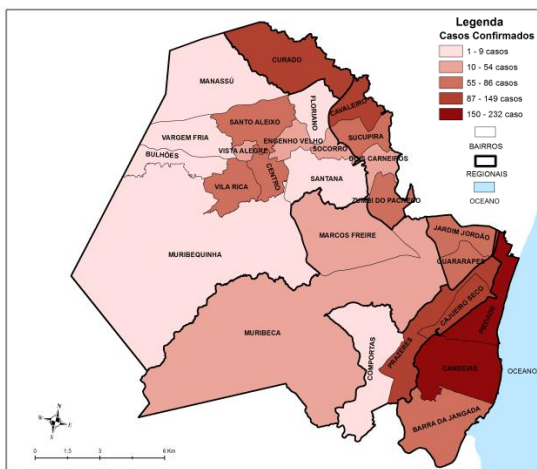 Legenda
Casos Confirmados
1 - 9 casos
10 - 54 casos
55 - 86 casos
87 - 149 casos
150 - 232 caso
BAIRROS
REGIONAIS
OCEANO
CURADO
MANASSÚ
FLORIANO
CAVALEIRO
SANTO ALEIXO
SUCUPIRA
VARGEM FRIA
ENGENHO VELHO
VISTA ALEGRE
SOCORRO
BULHÕES
DOIS CARNEIROS
CENTRO
SANTANA
VILA RICA
ZUMBI DO PACHECO
MARCOS FREIRE
JARDIM JORDÃO
MURIBEQUINHA
GUARARAPES
CAJUEIRO SECO
PIEDADE
MURIBECA
COMPORTAS
PRAZERES
CANDEIAS
OCEANO
BARRA DA JANGADA
N
W
E
S
0 1,5 3 6 Km